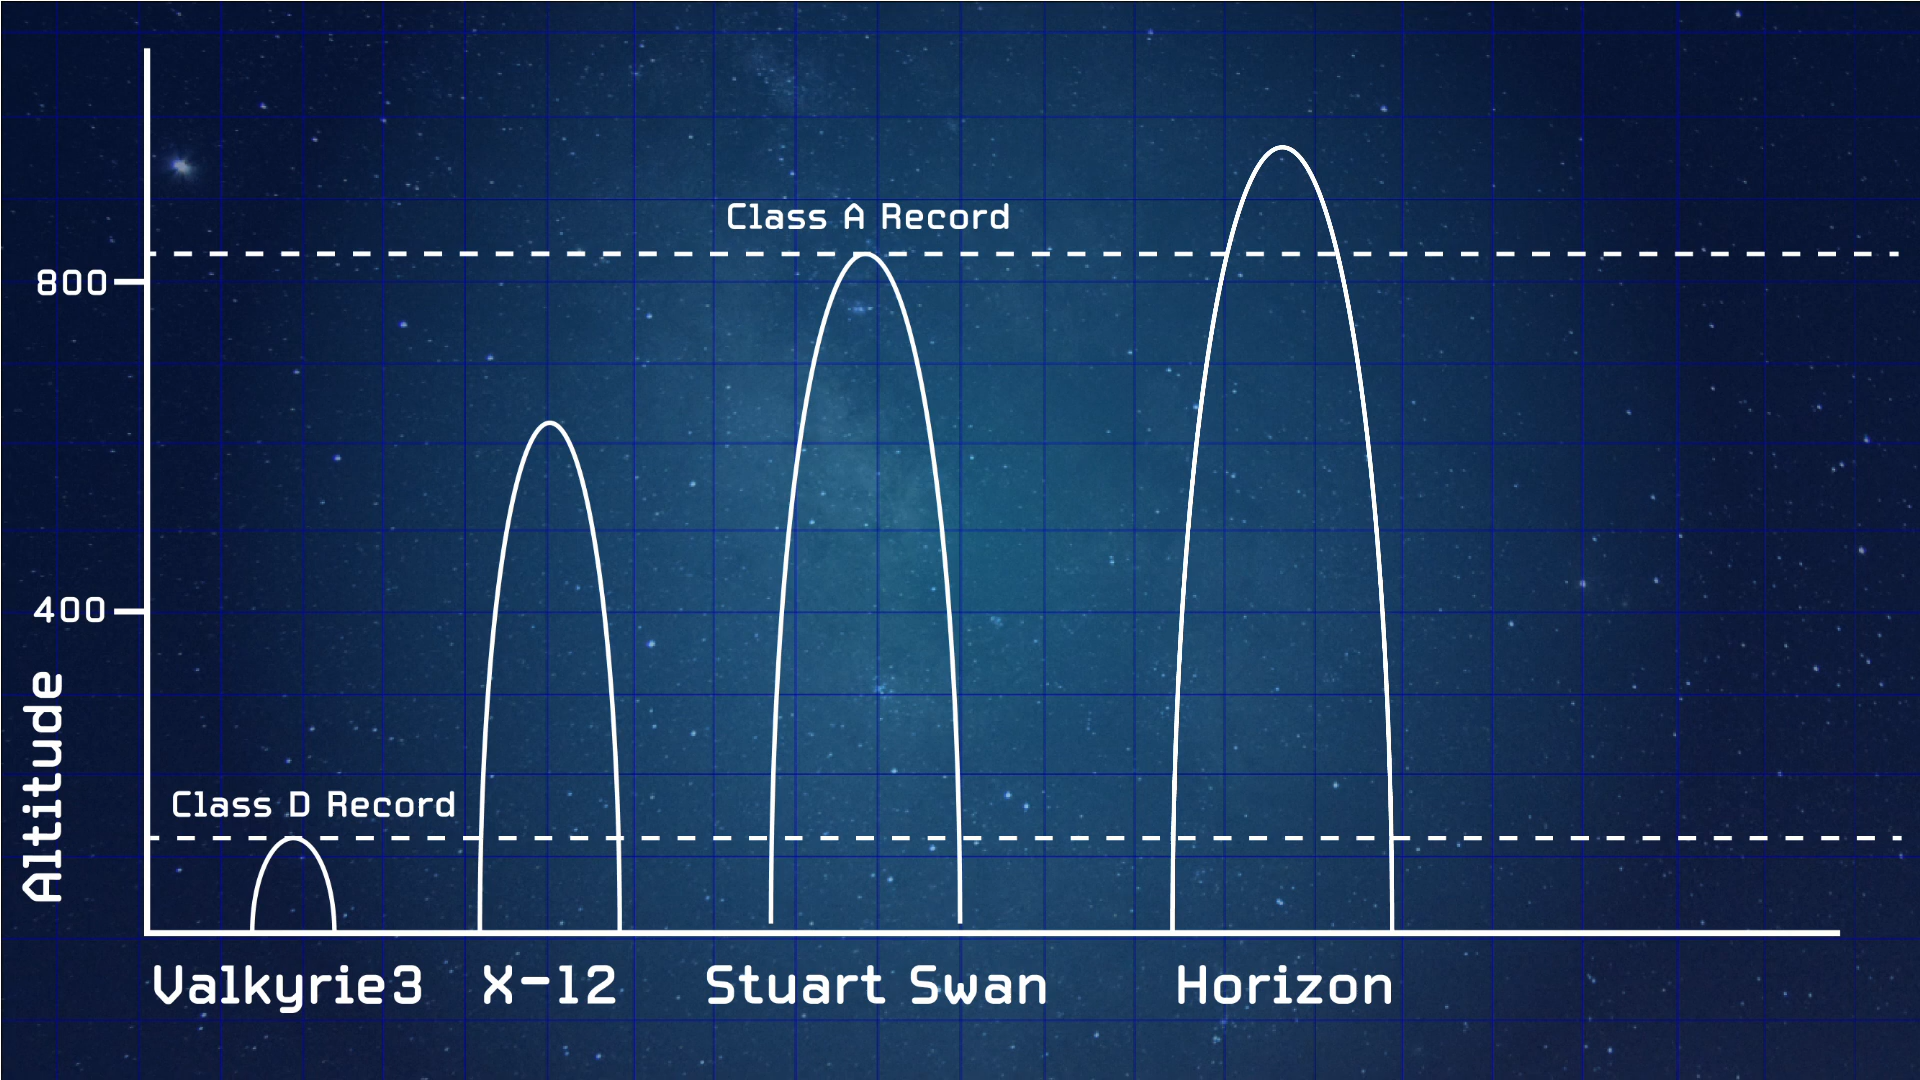 Class A Record
800
400
Altitude
Class D Record
Valkyrie3
X-12
Stuart Swan
Horizon